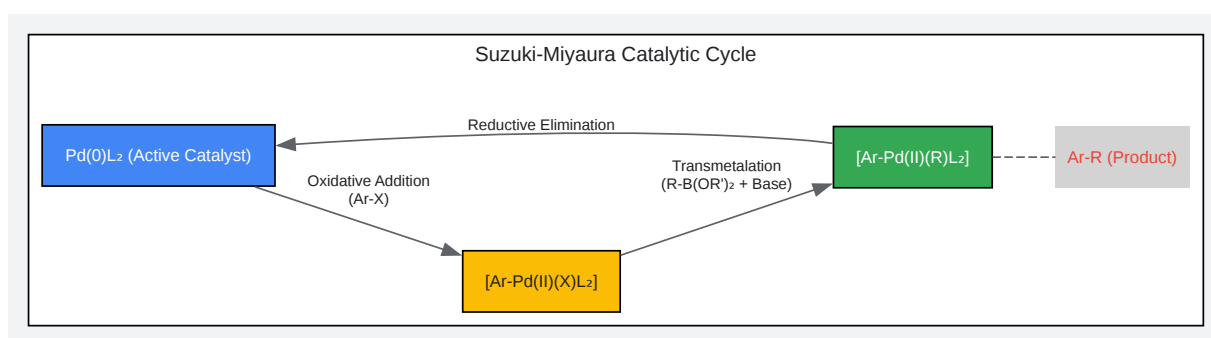 Suzuki-Miyaura Catalytic Cycle
Reductive Elimination
Pd(0)L₂ (Active Catalyst)
[Ar-Pd(II)(R)L₂]
Ar-R (Product)
Transmetalation
(R-B(OR')₂ + Base)
Oxidative Addition
(Ar-X)
[Ar-Pd(II)(X)L₂]